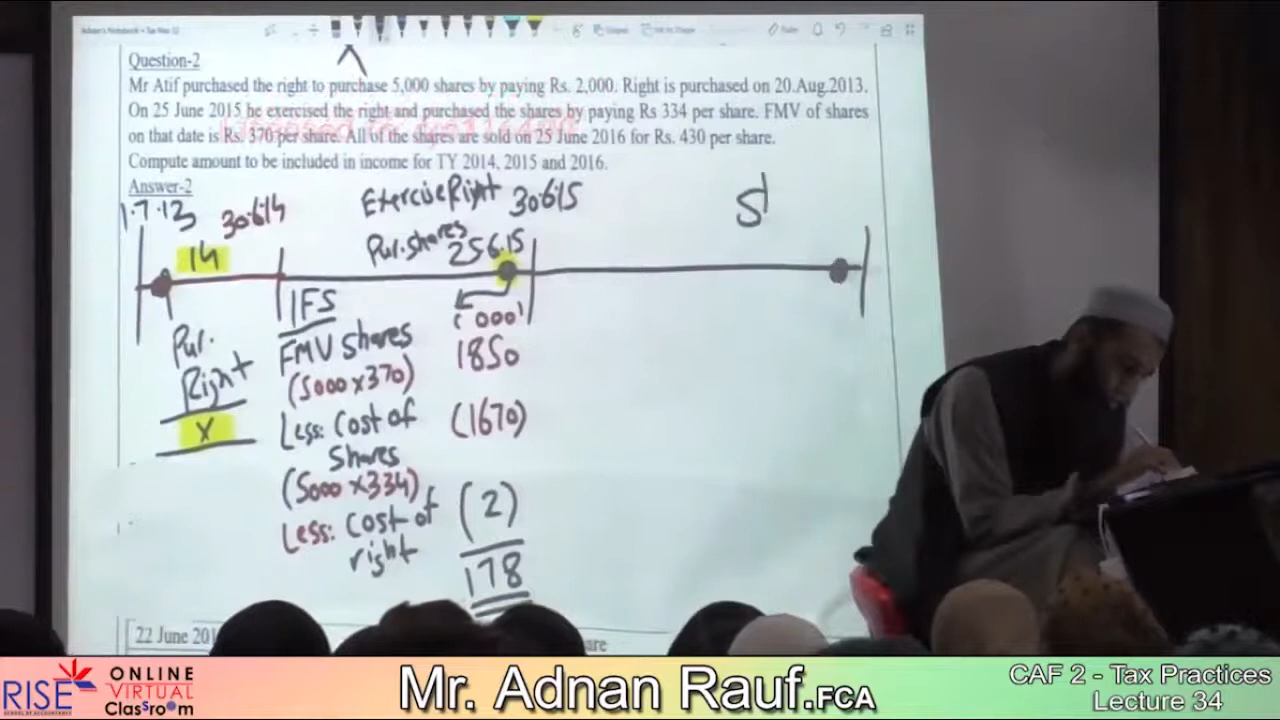 Question-2
Mr Atif purchased the right to purchase 5,000 shares by paying Rs. 2,000. Right is purchased on 20.Aug.2013.
On 25 June 2015 he exercised the right and purchased the shares by paying Rs 334 per share. FMV of shares
on that date is Rs. 370 per share. All of the shares are sold on 25 June 2016 for Rs. 430 per share.
Compute amount to be included in income for TY 2014, 2015 and 2016.
Answer-2
1.7.13
30.6.14
Exercise Right
30.6.15
Pur. shares
25.6.15
14
Pur.
Right
X
IFS
('000')
FMV Shares
1850
(5000 x 370)
Less: Cost of
(1670)
Shares
(5000 x 334)
Less: Cost of
(2)
right
178
22 June 201
RISE
ONLINE
VIRTUAL
Classroom
Mr. Adnan Rauf.FCA
CAF 2 - Tax Practices
Lecture 34